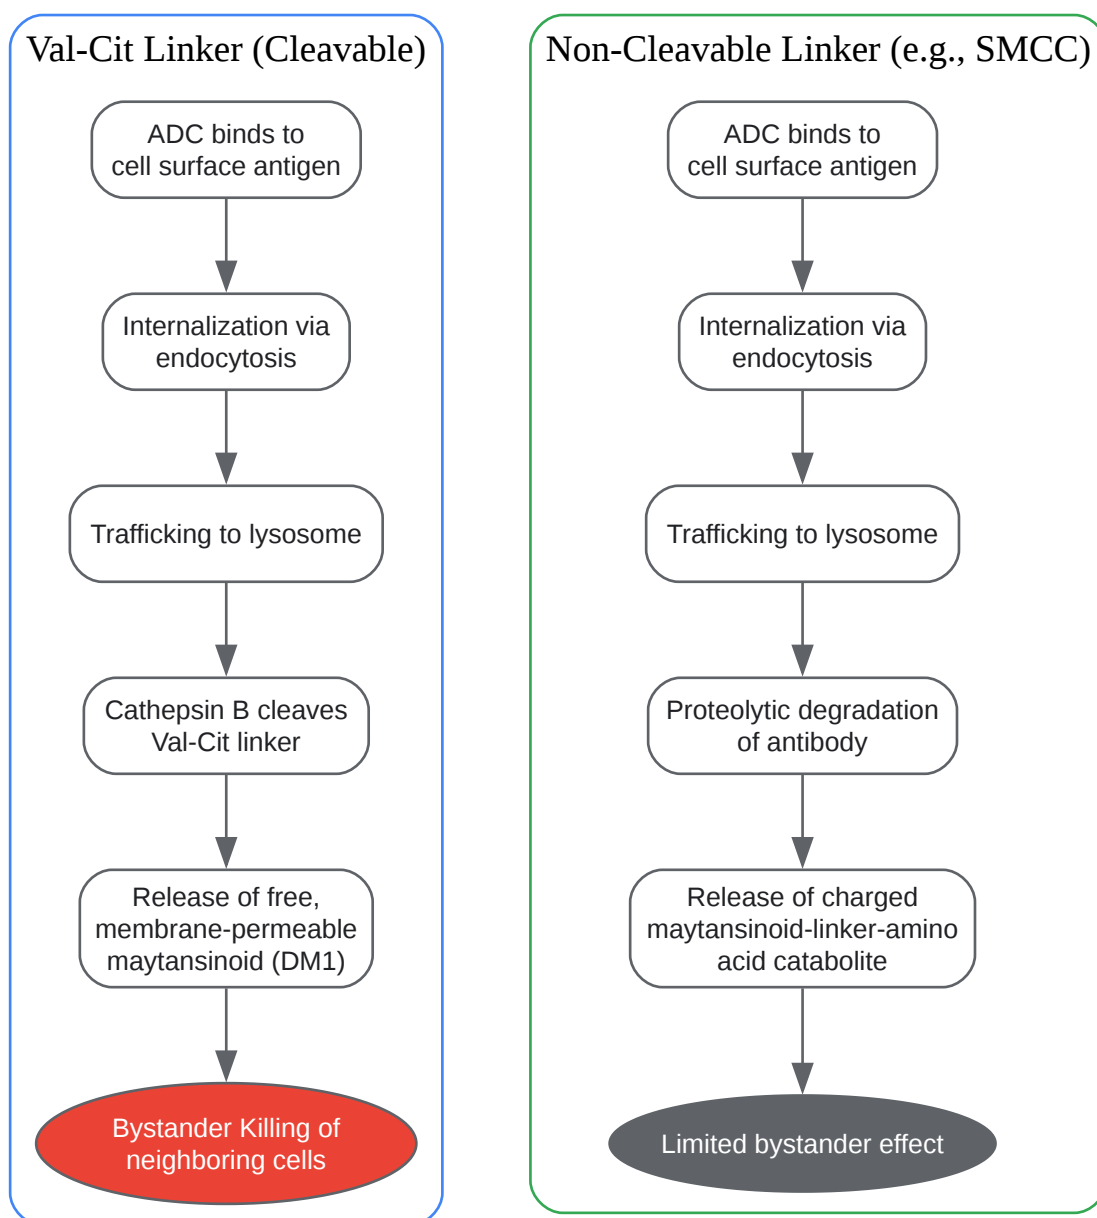 Val-Cit Linker (Cleavable)
ADC binds to
cell surface antigen
Internalization via
endocytosis
Trafficking to lysosome
Cathepsin B cleaves
Val-Cit linker
Release of free,
membrane-permeable
maytansinoid (DM1)
Bystander Killing of
neighboring cells
Non-Cleavable Linker (e.g., SMCC)
ADC binds to
cell surface antigen
Internalization via
endocytosis
Trafficking to lysosome
Proteolytic degradation
of antibody
Release of charged
maytansinoid-linker-amino
acid catabolite
Limited bystander effect